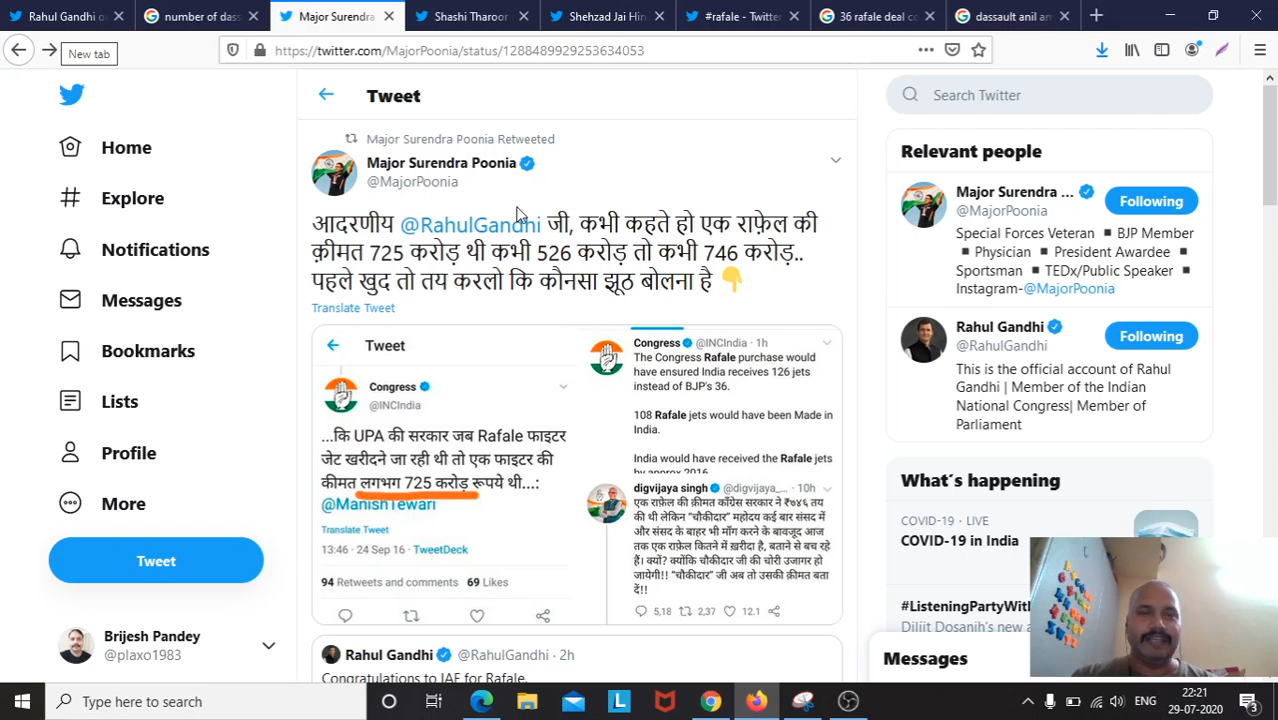 Rahul Gandhi o
number of dass
Major Surendra
Shashi Tharoor
Shehzad Jai Hin
#rafale - Twitter
36 rafale deal c
dassault anil am
New tab
https://twitter.com/MajorPoonia/status/1288489929253634053
Home
Explore
Notifications
Messages
Bookmarks
Lists
Profile
More
Tweet
Brijesh Pandey
@plaxo1983
Tweet
Major Surendra Poonia Retweeted
Major Surendra Poonia
@MajorPoonia
आदरणीय @RahulGandhi जी, कभी कहते हो एक राफ़ेल की
क़ीमत 725 करोड़ थी कभी 526 करोड़ तो कभी 746 करोड़..
पहले खुद तो तय करलो कि कौनसा झूठ बोलना है 👇
Translate Tweet
Tweet
Congress
@INCIndia
...कि UPA की सरकार जब Rafale फाइटर
जेट खरीदने जा रही थी तो एक फाइटर की
कीमत लगभग 725 करोड़ रूपये थी...:
@ManishTewari
Translate Tweet
13:46 · 24 Sep 16 · TweetDeck
94 Retweets and comments 69 Likes
Congress @INCIndia · 1h
The Congress Rafale purchase would
have ensured India receives 126 jets
instead of BJP's 36.
108 Rafale jets would have been Made in
India.
India would have received the Rafale jets
by approx 2016
digvijaya singh @digvijaya_... · 10h
एक राफ़ेल की क़ीमत कॉंग्रेस सरकार ने ₹७४६ तय
की थी लेकिन “चौकीदार” महोदय कई बार संसद में
और संसद के बाहर भी माँग करने के बावजूद आज
तक एक राफ़ेल कितने में ख़रीदा है, बताने से बच रहे
हैं। क्यों? क्योंकि चौकीदार जी की चोरी उजागर हो
जायेगी!! “चौकीदार” जी अब तो उसकी क़ीमत बता
दें!!
5,18 2,37 12.1
Rahul Gandhi @RahulGandhi · 2h
Congratulations to IAF for Rafale.
Search Twitter
Relevant people
Major Surendra ...
@MajorPoonia
Following
Special Forces Veteran ▪ BJP Member
▪ Physician ▪ President Awardee ▪
Sportsman ▪ TEDx/Public Speaker ▪
Instagram-@MajorPoonia
Rahul Gandhi
@RahulGandhi
Following
This is the official account of Rahul
Gandhi | Member of the Indian
National Congress| Member of
Parliament
What's happening
COVID-19 · LIVE
COVID-19 in India
#ListeningPartyWith
Diljit Dosanjh's new a
Messages
Type here to search
ENG
22:21
29-07-2020
3